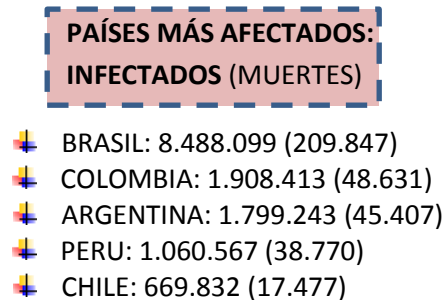 PAÍSES MÁS AFECTADOS:
INFECTADOS (MUERTES)
BRASIL: 8.488.099 (209.847)
COLOMBIA: 1.908.413 (48.631)
ARGENTINA: 1.799.243 (45.407)
PERU: 1.060.567 (38.770)
CHILE: 669.832 (17.477)